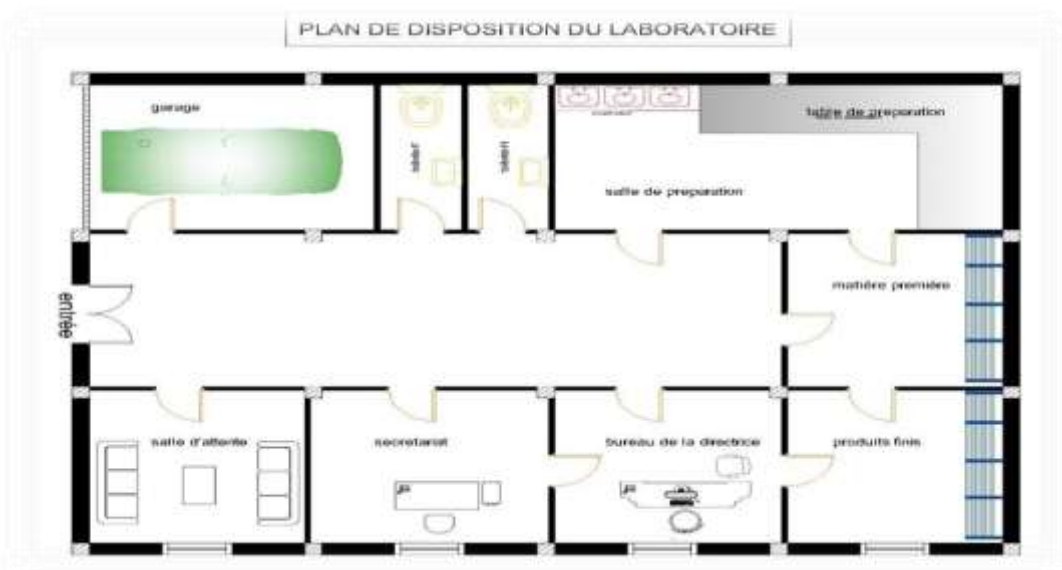 PLAN DE DISPOSITION DU LABORATOIRE
garage
table de preparation
salle de preparation
matière première
entrée
salle d'attente
secretariat
bureau de la directrice
produits finis